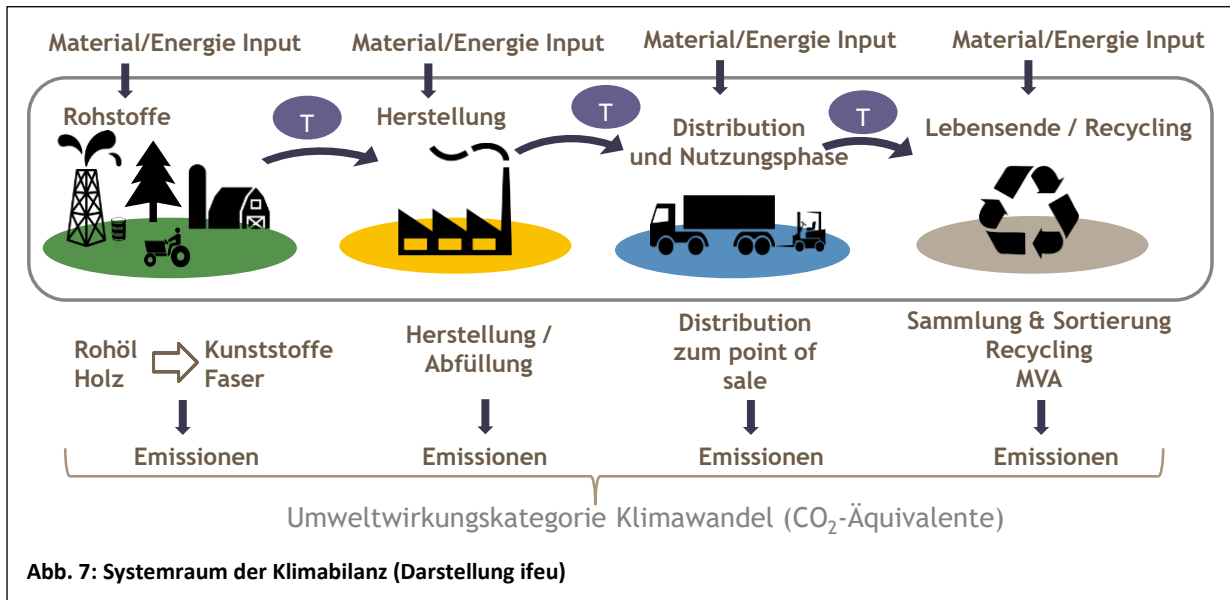 Material/Energie Input
Material/Energie Input
Material/Energie Input
Material/Energie Input
Rohstoffe
T
Herstellung
T
Distribution
und Nutzungsphase
T
Lebensende / Recycling
Rohöl
Holz
Kunststoffe
Faser
Herstellung /
Abfüllung
Distribution
zum point of
sale
Sammlung & Sortierung
Recycling
MVA
Emissionen
Emissionen
Emissionen
Emissionen
Umweltwirkungskategorie Klimawandel (CO₂-Äquivalente)
Abb. 7: Systemraum der Klimabilanz (Darstellung ifeu)